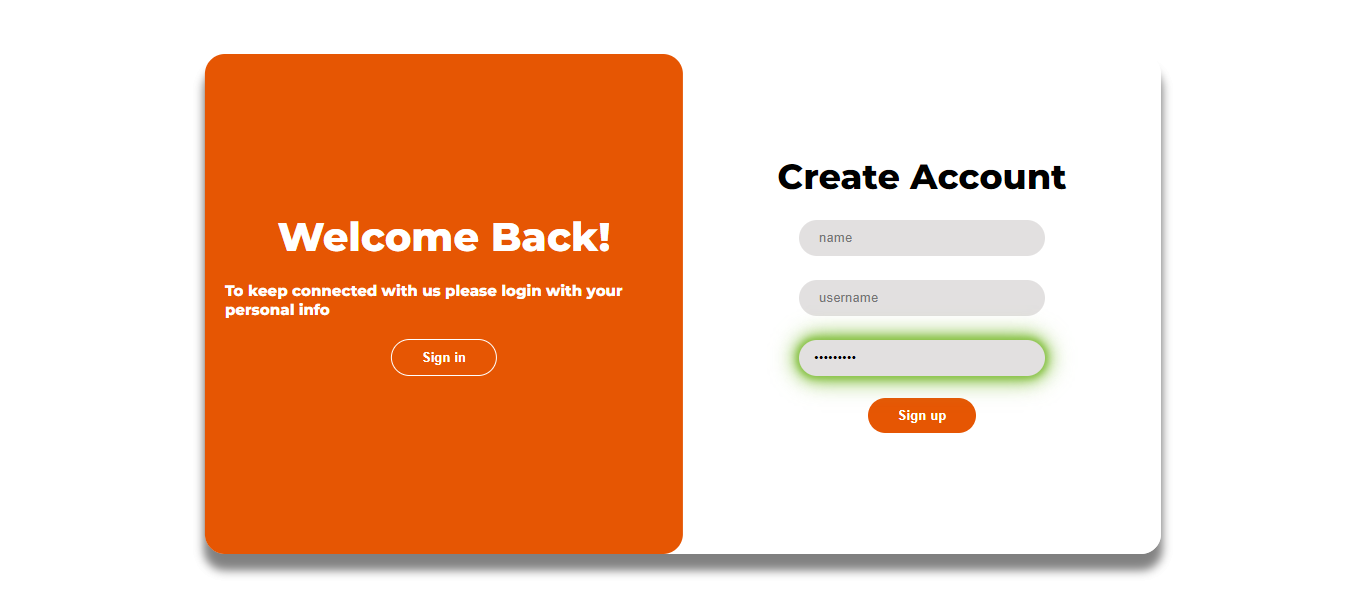 Welcome Back!
To keep connected with us please login with your
personal info
Sign in
Create Account
name
username
•••••••••
Sign up